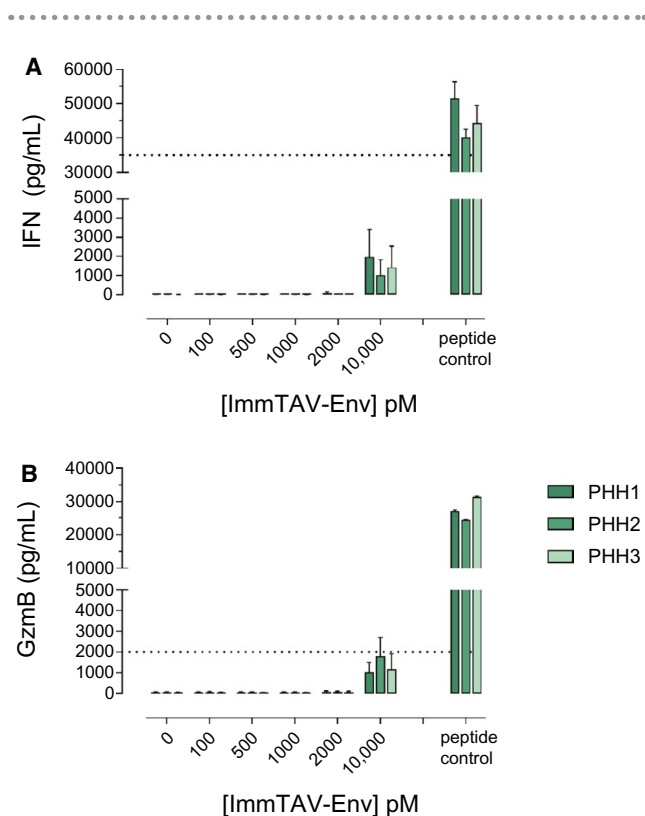 A
60000
50000
40000
30000
5000
4000
3000
2000
1000
0
IFN (pg/mL)
0
100
500
1000
2000
10,000
peptide
control
[ImmTAV-Env] pM
B
40000
30000
20000
10000
5000
4000
3000
2000
1000
0
GzmB (pg/mL)
0
100
500
1000
2000
10,000
peptide
control
[ImmTAV-Env] pM
PHH1
PHH2
PHH3